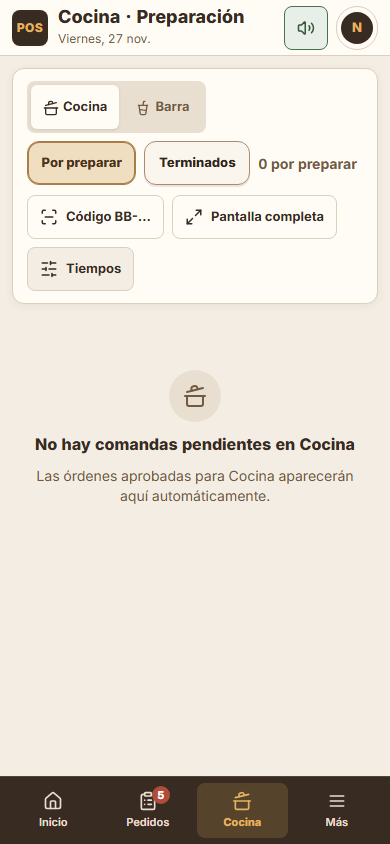 POS
Cocina · Preparación
Viernes, 27 nov.
N
Cocina
Barra
Por preparar
Terminados
0 por preparar
Código BB-...
Pantalla completa
Tiempos
No hay comandas pendientes en Cocina
Las órdenes aprobadas para Cocina aparecerán
aquí automáticamente.
5
Inicio
Pedidos
Cocina
Más